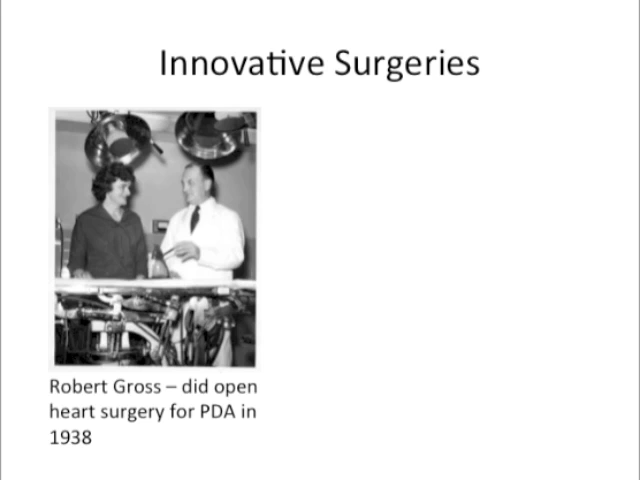 Innovative Surgeries
Robert Gross – did open
heart surgery for PDA in
1938